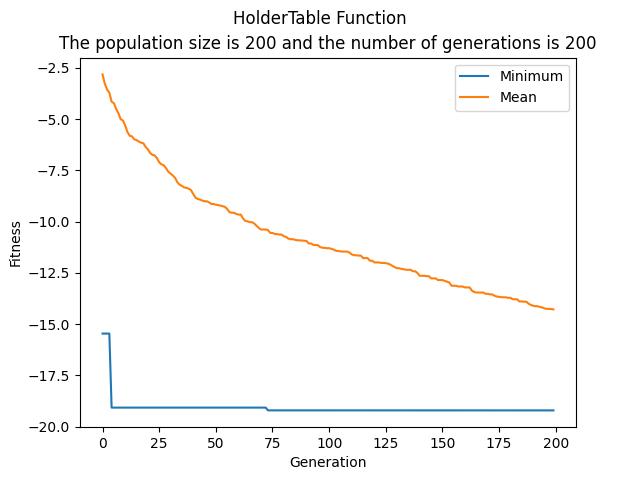 HolderTable Function
The population size is 200 and the number of generations is 200
Minimum
Mean
Fitness
−2.5
−5.0
−7.5
−10.0
−12.5
−15.0
−17.5
−20.0
0 25 50 75 100 125 150 175 200
Generation